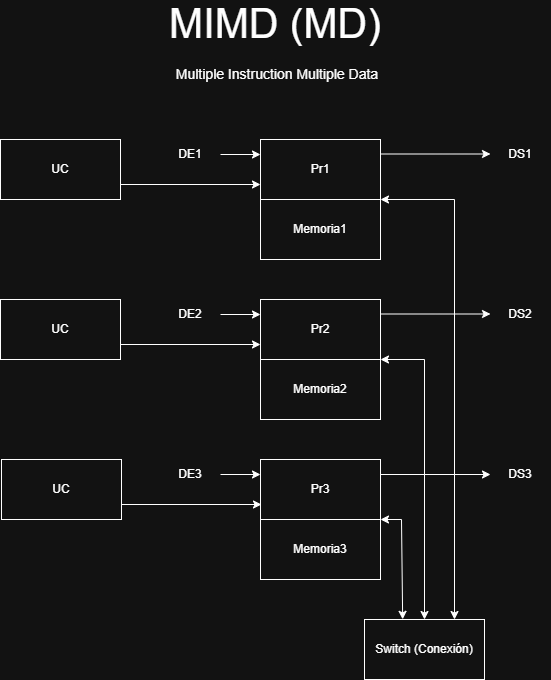 MIMD (MD)
Multiple Instruction Multiple Data
UC
DE1
Pr1
DS1
Memoria1
UC
DE2
Pr2
DS2
Memoria2
UC
DE3
Pr3
DS3
Memoria3
Switch (Conexión)